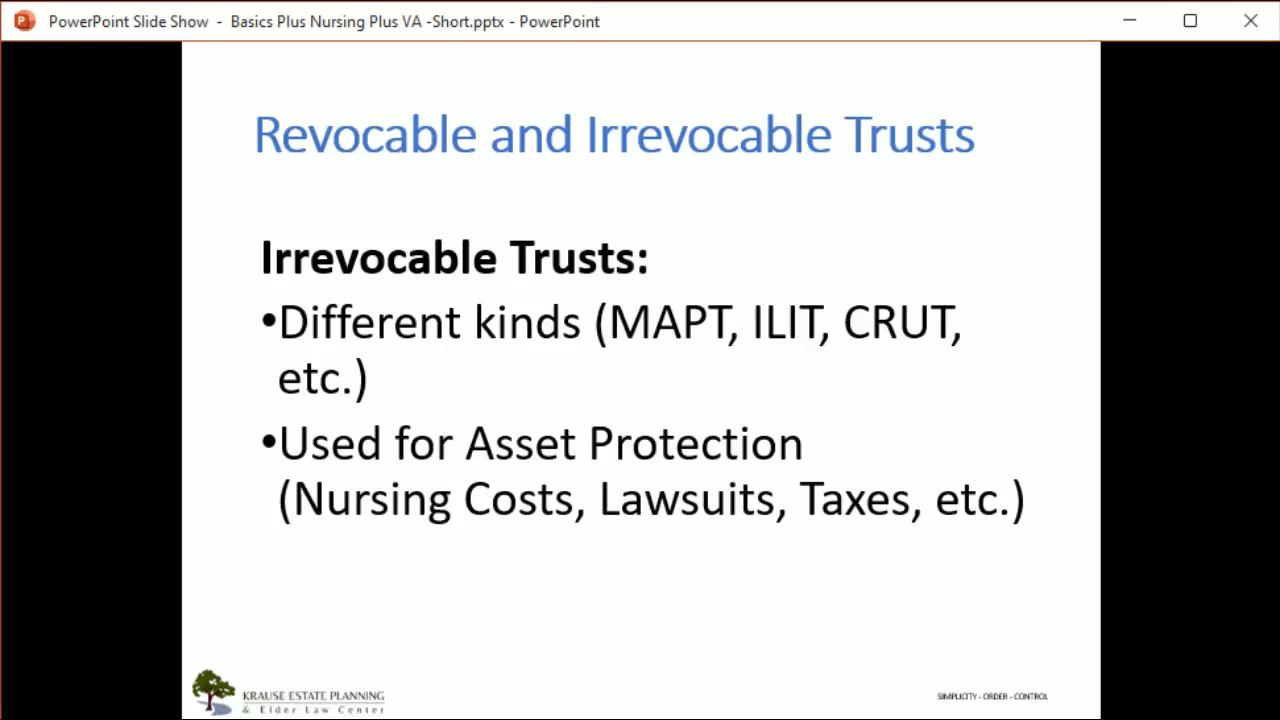 PowerPoint Slide Show - Basics Plus Nursing Plus VA -Short.pptx - PowerPoint
Revocable and Irrevocable Trusts
Irrevocable Trusts:
•Different kinds (MAPT, ILIT, CRUT,
etc.)
•Used for Asset Protection
(Nursing Costs, Lawsuits, Taxes, etc.)
KRAUSE ESTATE PLANNING
& Elder Law Center
SIMPLICITY - ORDER - CONTROL